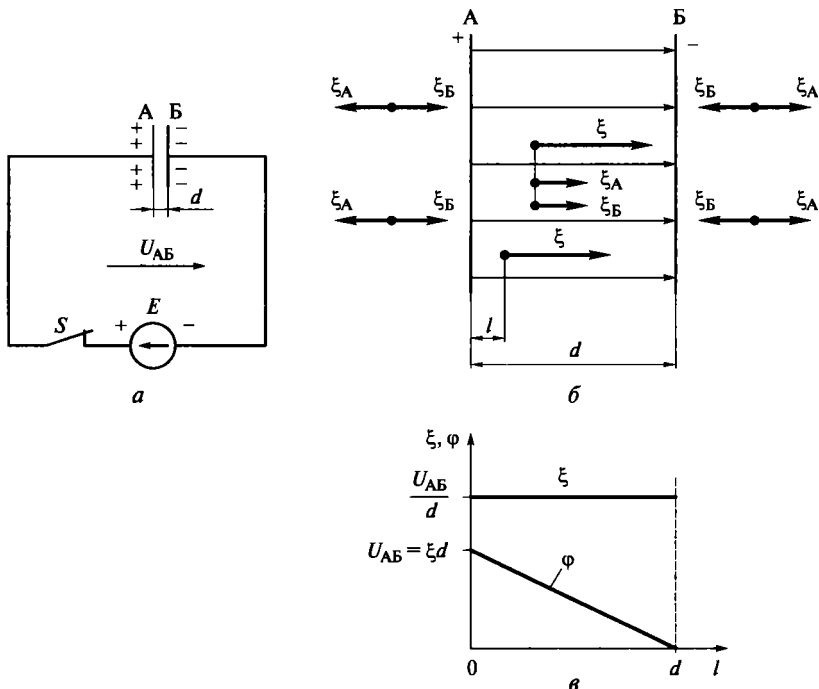 А Б
+ −
+ −
+ −
+ −
d
U_АБ
S + E −
а
А Б
+ −
ξ_А ξ_Б ξ_Б ξ_А
ξ
ξ_А
ξ_Б
ξ_А ξ_Б ξ_Б ξ_А
ξ
l
d
б
ξ, φ
U_АБ/d ξ
U_АБ = ξd
φ
0 d l
в